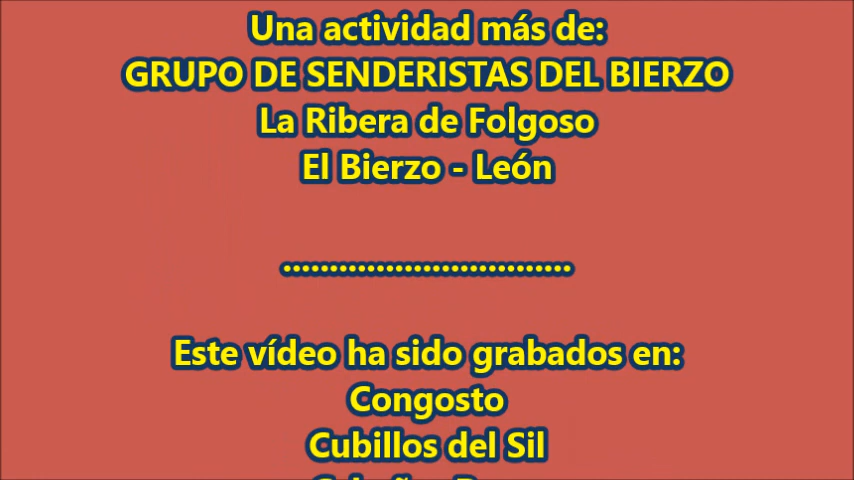 Una actividad más de:
GRUPO DE SENDERISTAS DEL BIERZO
La Ribera de Folgoso
El Bierzo - León
...............................
Este vídeo ha sido grabados en:
Congosto
Cubillos del Sil